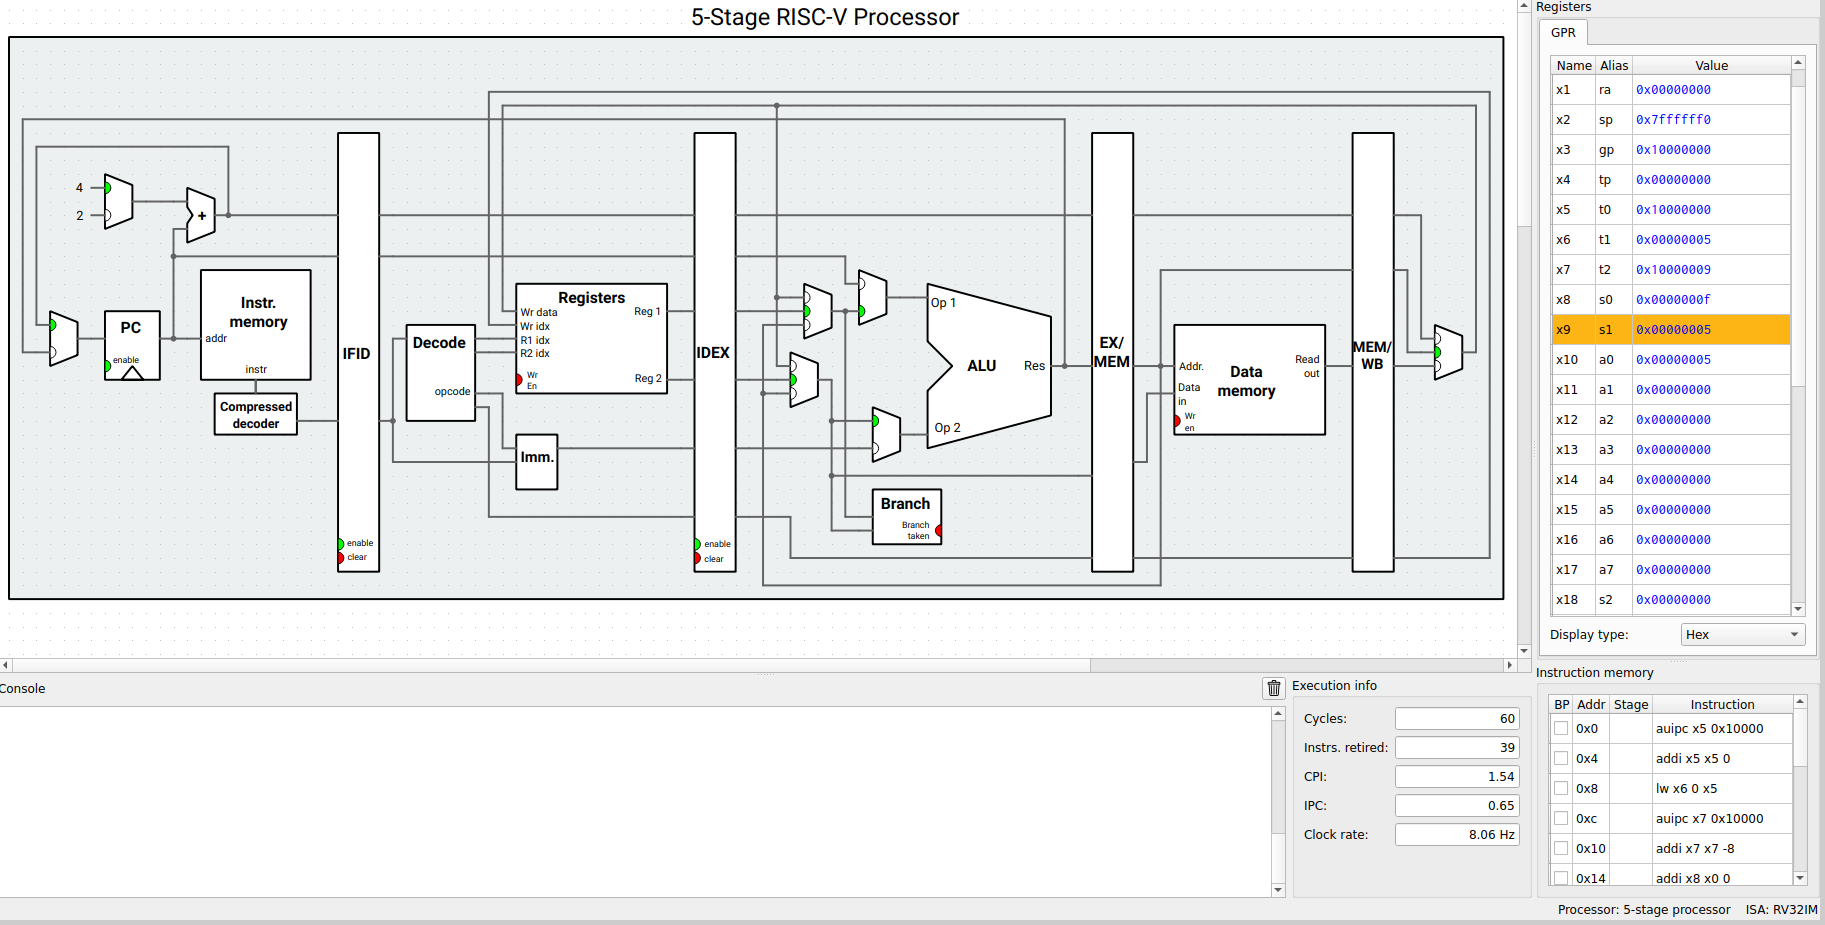 5-Stage RISC-V Processor
4
2
+
Instr.
memory
addr
instr
PC
enable
Compressed
decoder
IFID
enable
clear
Decode
opcode
Registers
Wr data
Wr idx
R1 idx
R2 idx
Wr
En
Reg 1
Reg 2
Imm.
IDEX
enable
clear
Op 1
ALU
Res
Op 2
Branch
Branch
taken
EX/
MEM
Addr.
Data
in
Wr
en
Data
memory
Read
out
MEM/
WB
Registers
GPR
Name Alias Value
x1 ra 0x00000000
x2 sp 0x7ffffff0
x3 gp 0x10000000
x4 tp 0x00000000
x5 t0 0x10000000
x6 t1 0x00000005
x7 t2 0x10000009
x8 s0 0x0000000f
x9 s1 0x00000005
x10 a0 0x00000005
x11 a1 0x00000000
x12 a2 0x00000000
x13 a3 0x00000000
x14 a4 0x00000000
x15 a5 0x00000000
x16 a6 0x00000000
x17 a7 0x00000000
x18 s2 0x00000000
Display type: Hex
Console
Execution info
Cycles: 60
Instrs. retired: 39
CPI: 1.54
IPC: 0.65
Clock rate: 8.06 Hz
Instruction memory
BP Addr Stage Instruction
0x0 auipc x5 0x10000
0x4 addi x5 x5 0
0x8 lw x6 0 x5
0xc auipc x7 0x10000
0x10 addi x7 x7 -8
0x14 addi x8 x0 0
Processor: 5-stage processor ISA: RV32IM